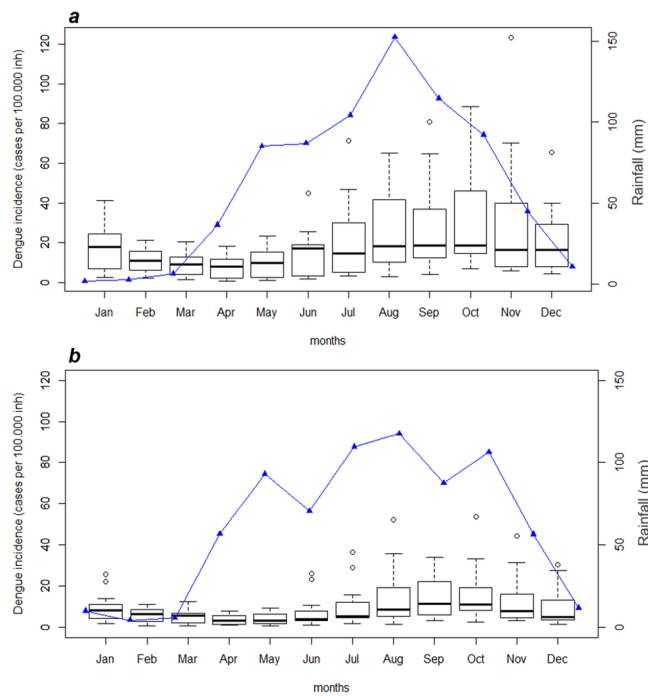 a
Dengue incidence (cases per 100.000 inh)
120
100
80
60
40
20
0
150
100
50
0
Rainfall (mm)
Jan Feb Mar Apr May Jun Jul Aug Sep Oct Nov Dec
months
b
Dengue incidence (cases per 100.000 inh)
120
100
80
60
40
20
0
150
100
50
0
Rainfall (mm)
Jan Feb Mar Apr May Jun Jul Aug Sep Oct Nov Dec
months